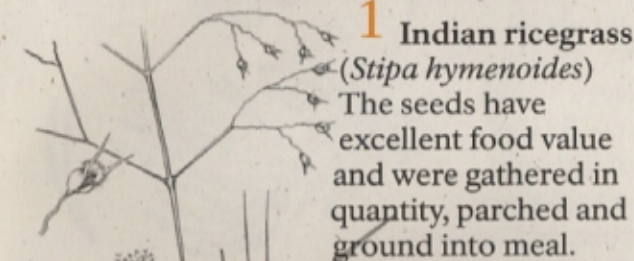 1 Indian ricegrass
(Stipa hymenoides)
The seeds have
excellent food value
and were gathered in
quantity, parched and
ground into meal.